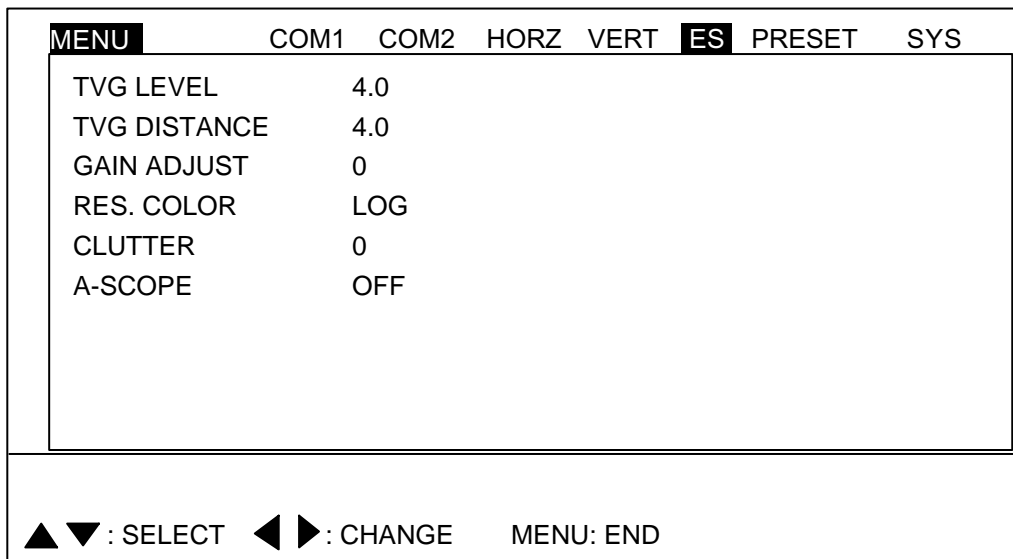 MENU COM1 COM2 HORZ VERT ES PRESET SYS
TVG LEVEL 4.0
TVG DISTANCE 4.0
GAIN ADJUST 0
RES. COLOR LOG
CLUTTER 0
A-SCOPE OFF
▲ ▼ : SELECT ◀ ▶ : CHANGE MENU: END